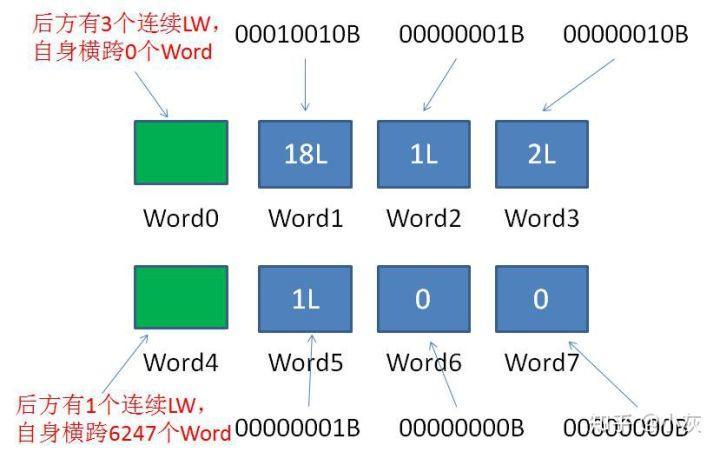 后方有3个连续LW，
自身横跨0个Word
00010010B 00000001B 00000010B
18L 1L 2L
Word0 Word1 Word2 Word3
1L 0 0
Word4 Word5 Word6 Word7
后方有1个连续LW，
自身横跨6247个Word
00000001B 00000000B 00000000B
知乎 @小灰